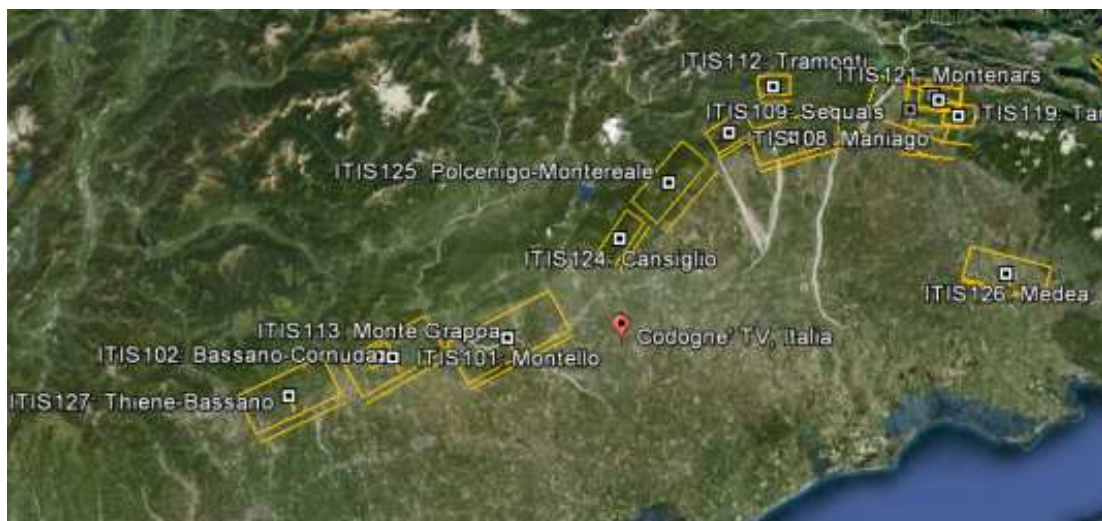 ITIS112: Tramonti
ITIS121: Montenars
ITIS109: Sequals
ITIS119: Tar
ITIS108: Maniago
ITIS125: Polcenigo-Montereale
ITIS124: Cansiglio
ITIS126: Medea
ITIS113: Monte Grappa
Codogne' TV, Italia
ITIS102: Bassano-Cornuda
ITIS101: Montello
ITIS127: Thiene-Bassano